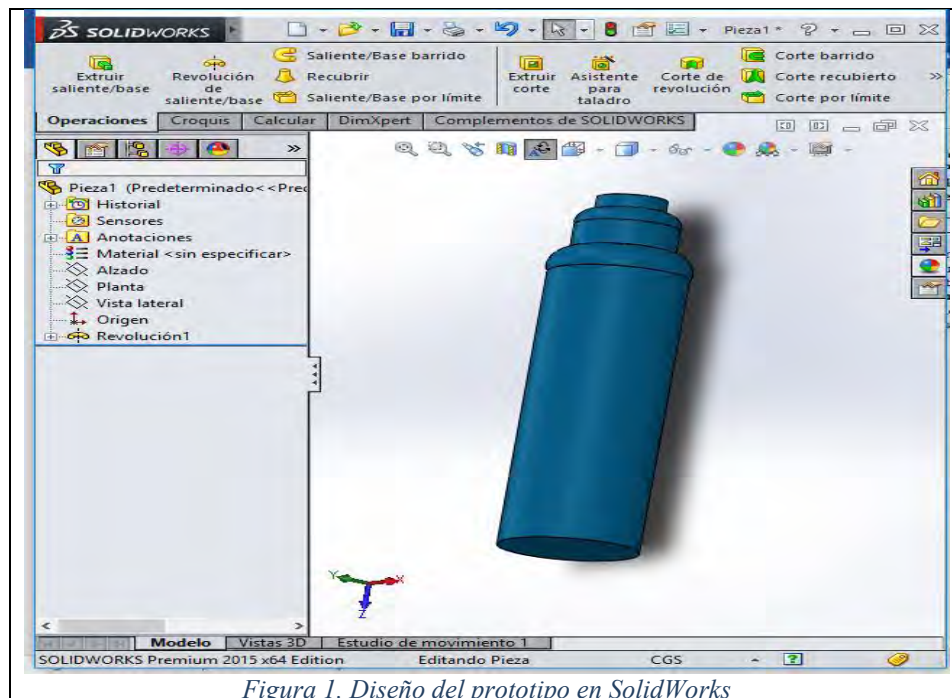 SOLIDWORKS
Pieza1 *
Extruir saliente/base
Revolución de saliente/base
Saliente/Base barrido
Recubrir
Saliente/Base por límite
Extruir corte
Asistente para taladro
Corte de revolución
Corte barrido
Corte recubierto
Corte por límite
Operaciones Croquis Calcular DimXpert Complementos de SOLIDWORKS
Pieza1 (Predeterminado<<Pred
Historial
Sensores
Anotaciones
Material <sin especificar>
Alzado
Planta
Vista lateral
Origen
Revolución1
Y X
Z
Modelo Vistas 3D Estudio de movimiento 1
SOLIDWORKS Premium 2015 x64 Edition Editando Pieza CGS
Figura 1. Diseño del prototipo en SolidWorks